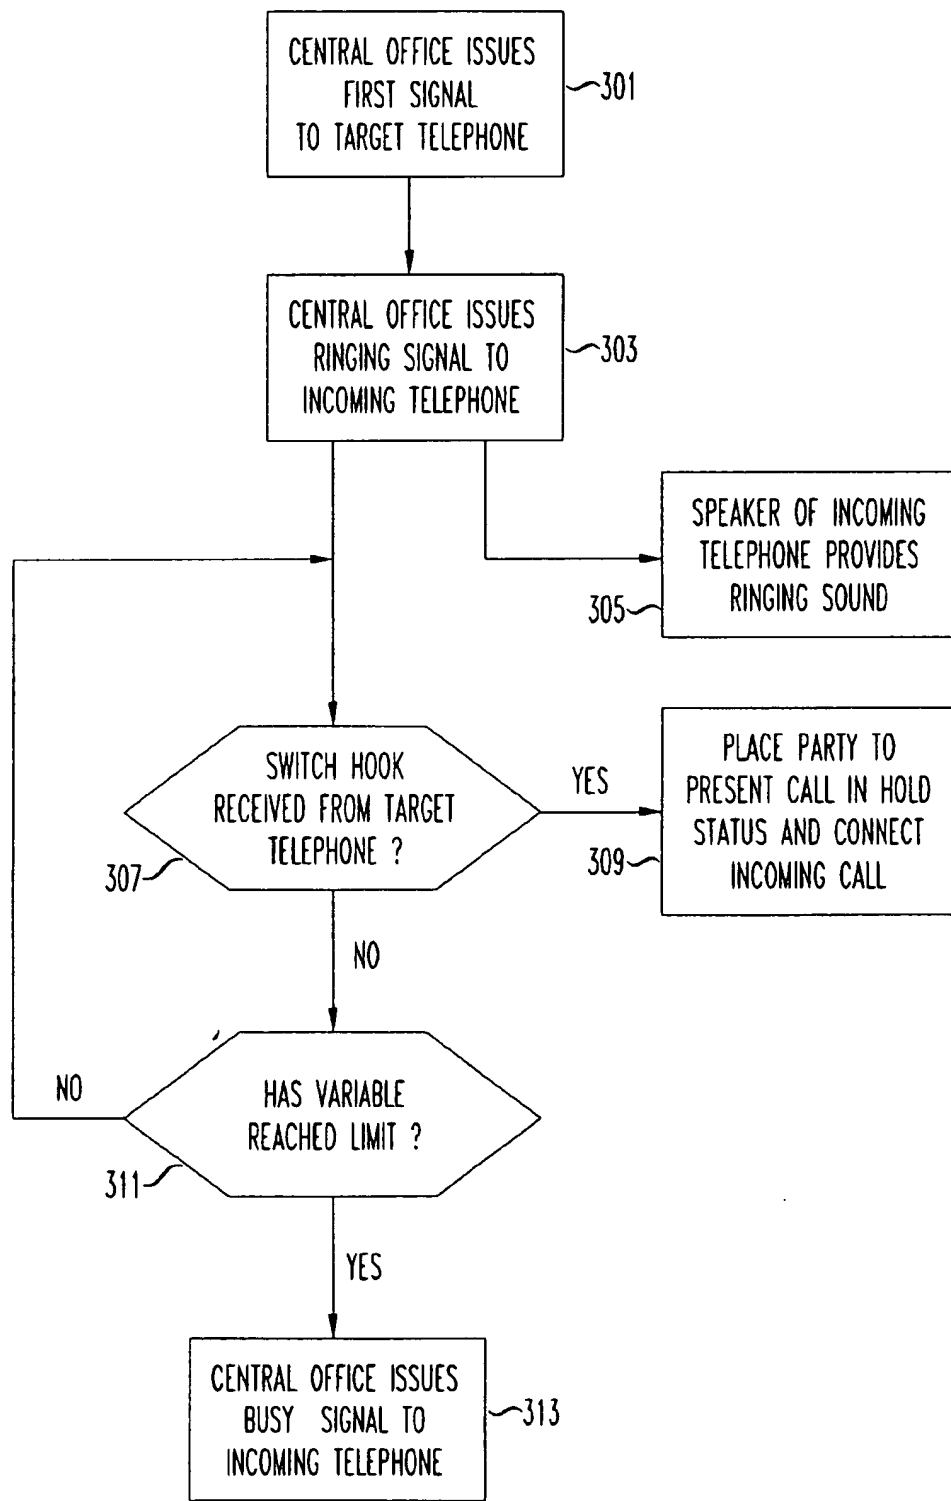 CENTRAL OFFICE ISSUES
FIRST SIGNAL
TO TARGET TELEPHONE
301
CENTRAL OFFICE ISSUES
RINGING SIGNAL TO
INCOMING TELEPHONE
303
SPEAKER OF INCOMING
TELEPHONE PROVIDES
RINGING SOUND
305
SWITCH HOOK
RECEIVED FROM TARGET
TELEPHONE ?
307
YES
PLACE PARTY TO
PRESENT CALL IN HOLD
STATUS AND CONNECT
INCOMING CALL
309
NO
HAS VARIABLE
REACHED LIMIT ?
311
NO
YES
CENTRAL OFFICE ISSUES
BUSY SIGNAL TO
INCOMING TELEPHONE
313